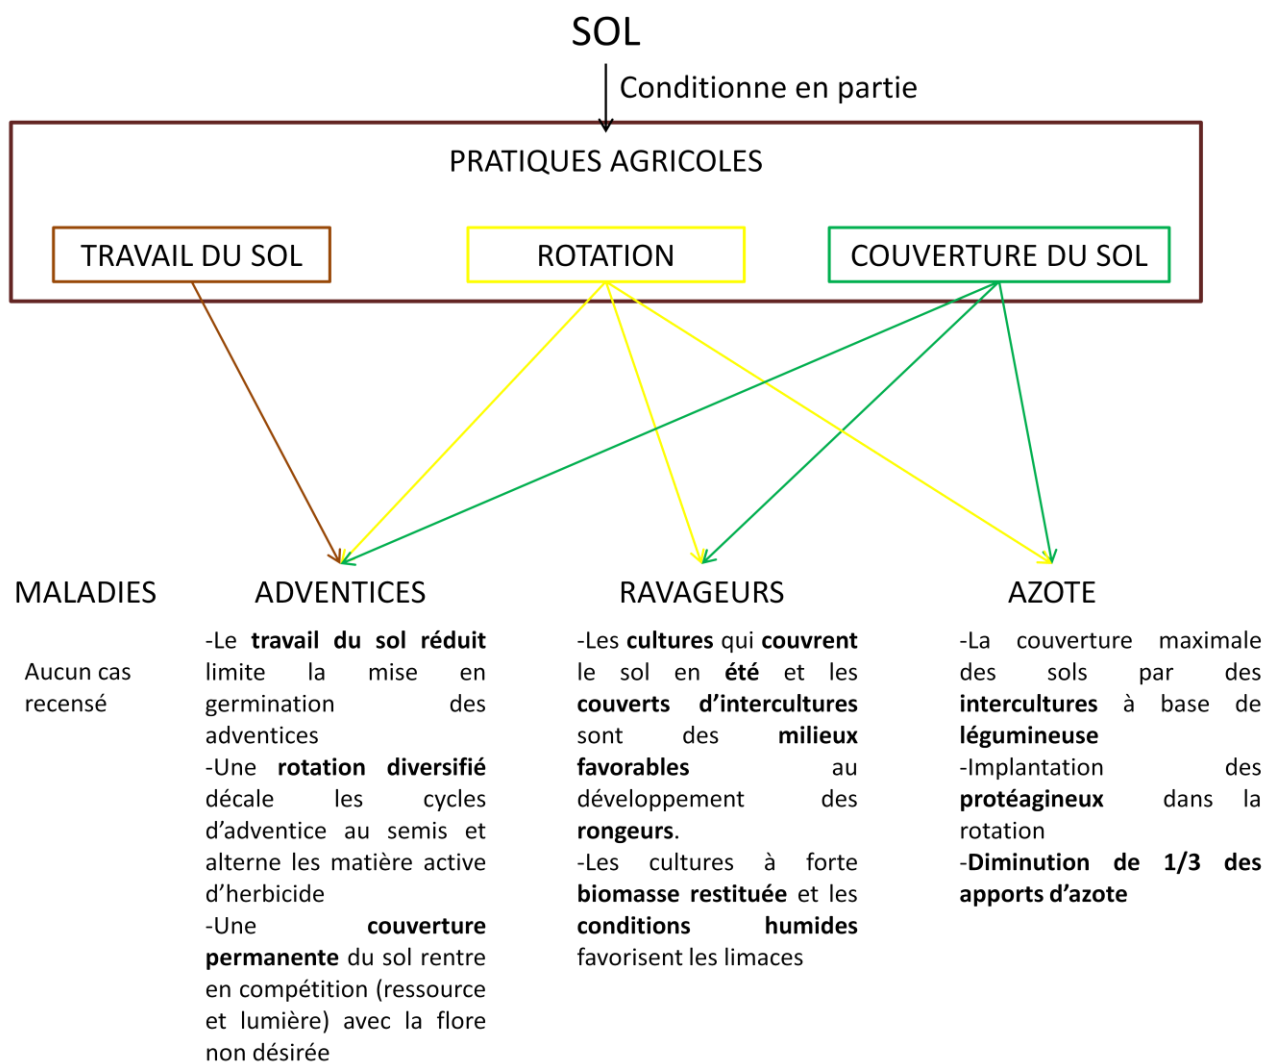 SOL
Conditionne en partie
PRATIQUES AGRICOLES
TRAVAIL DU SOL
ROTATION
COUVERTURE DU SOL
MALADIES
Aucun cas
recensé
ADVENTICES
-Le travail du sol réduit
limite la mise en
germination des
adventices
-Une rotation diversifié
décale les cycles
d'adventice au semis et
alterne les matière active
d'herbicide
-Une couverture
permanente du sol rentre
en compétition (ressource
et lumière) avec la flore
non désirée
RAVAGEURS
-Les cultures qui couvrent
le sol en été et les
couverts d'intercultures
sont des milieux
favorables au
développement des
rongeurs.
-Les cultures à forte
biomasse restituée et les
conditions humides
favorisent les limaces
AZOTE
-La couverture maximale
des sols par des
intercultures à base de
légumineuse
-Implantation des
protéagineux dans la
rotation
-Diminution de 1/3 des
apports d'azote